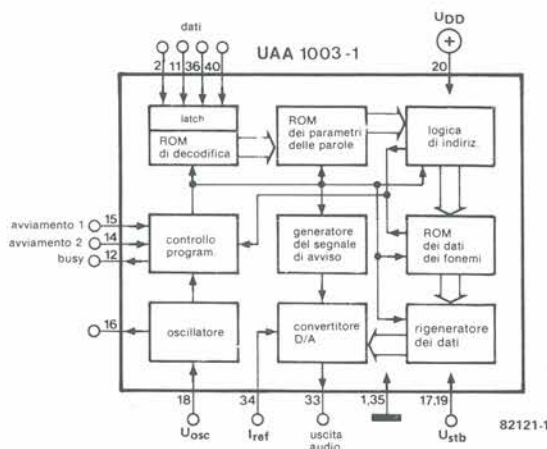 dati
UAA 1003-1
UDD
2 11 36 40
20
latch
ROM
di decodifica
ROM
dei parametri
delle parole
logica
di indiriz.
avviamento 1
15
avviamento 2
14
busy
12
controllo
program.
generatore
del segnale
di avviso
ROM
dei dati
dei fonemi
16
oscillatore
convertitore
D/A
rigeneratore
dei dati
18
34
33
1,35
17,19
Uosc
Iref
uscita
audio
Ustb
82121-1